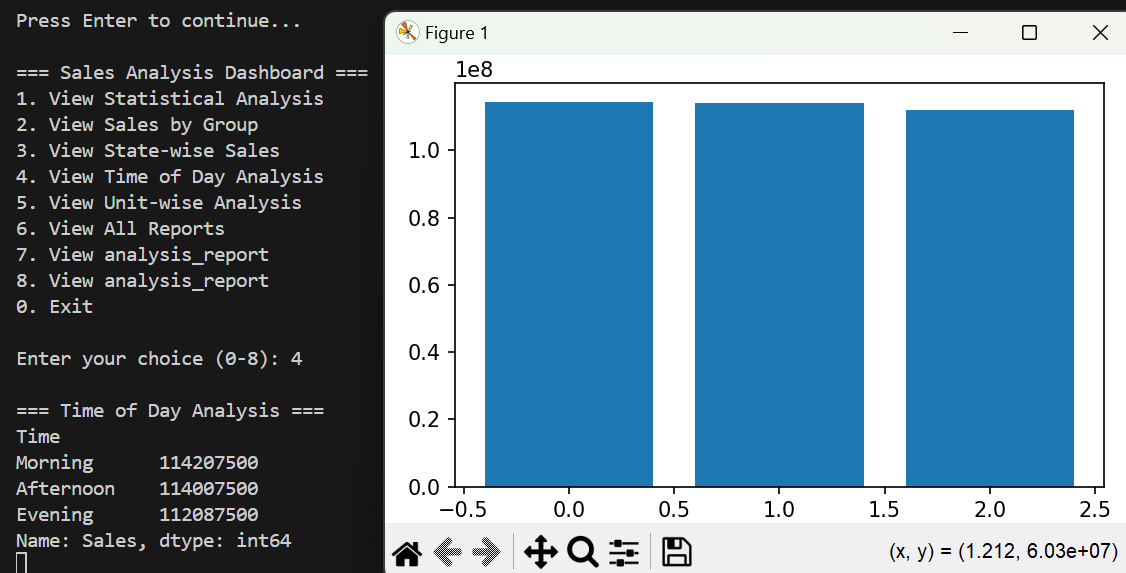 Press Enter to continue...
=== Sales Analysis Dashboard ===
1. View Statistical Analysis
2. View Sales by Group
3. View State-wise Sales
4. View Time of Day Analysis
5. View Unit-wise Analysis
6. View All Reports
7. View analysis_report
8. View analysis_report
0. Exit
Enter your choice (0-8): 4
=== Time of Day Analysis ===
Time
Morning 114207500
Afternoon 114007500
Evening 112087500
Name: Sales, dtype: int64
Figure 1
1e8
1.0
0.8
0.6
0.4
0.2
0.0
−0.5 0.0 0.5 1.0 1.5 2.0 2.5
(x, y) = (1.212, 6.03e+07)